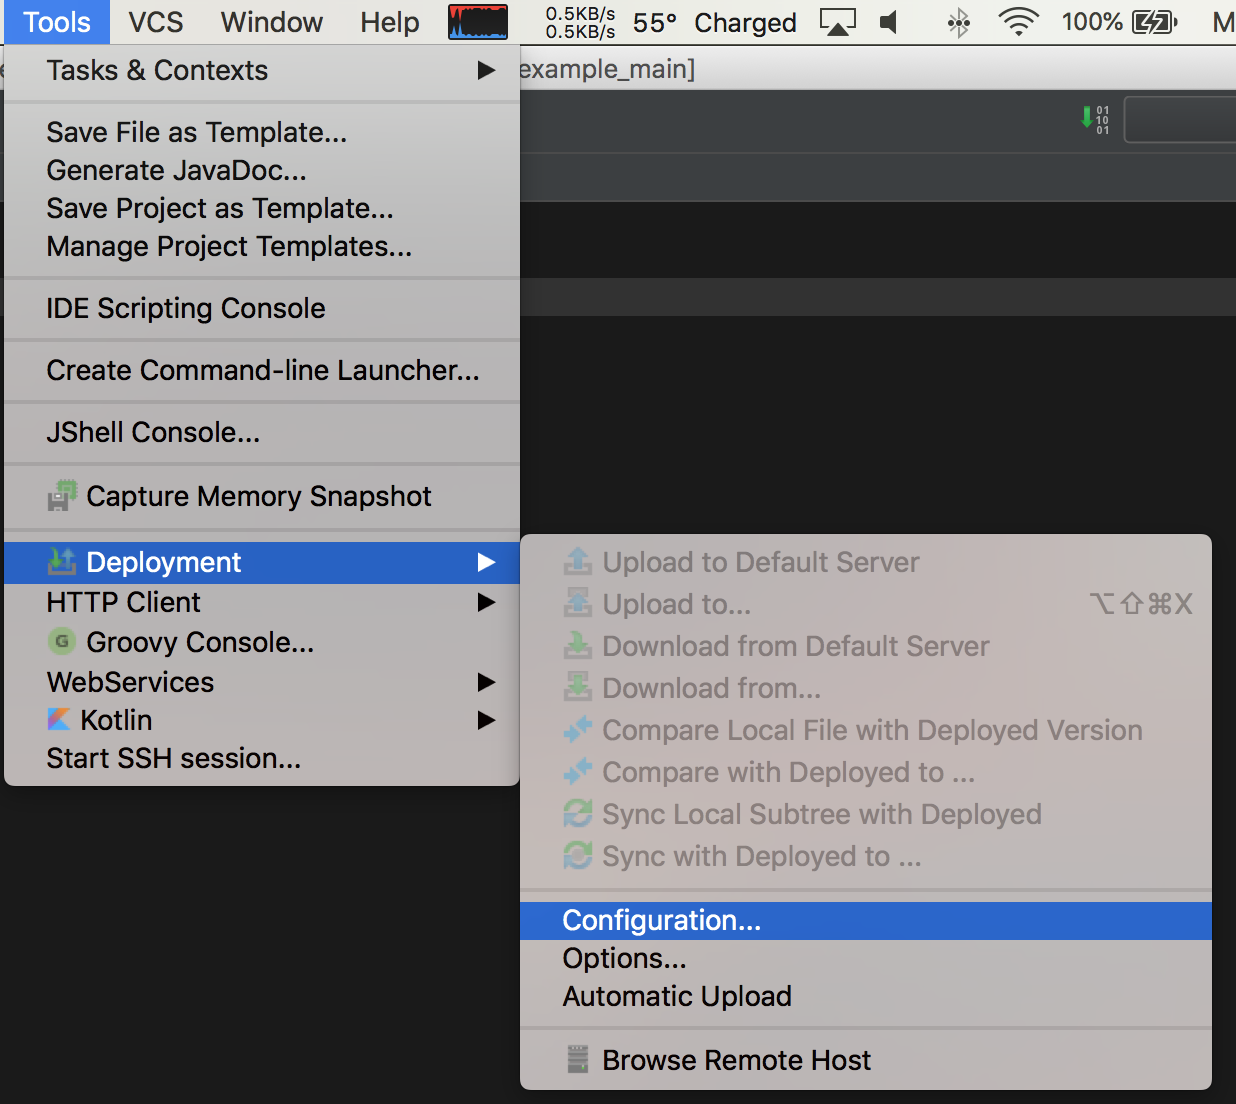 Tools VCS Window Help 0.5KB/s 0.5KB/s 55° Charged 100% M
Tasks & Contexts
example_main]
01
10
01
Save File as Template...
Generate JavaDoc...
Save Project as Template...
Manage Project Templates...
IDE Scripting Console
Create Command-line Launcher...
JShell Console...
Capture Memory Snapshot
Deployment
HTTP Client
G Groovy Console...
WebServices
Kotlin
Start SSH session...
Upload to Default Server
Upload to... ⌥⇧⌘X
Download from Default Server
Download from...
Compare Local File with Deployed Version
Compare with Deployed to ...
Sync Local Subtree with Deployed
Sync with Deployed to ...
Configuration...
Options...
Automatic Upload
Browse Remote Host